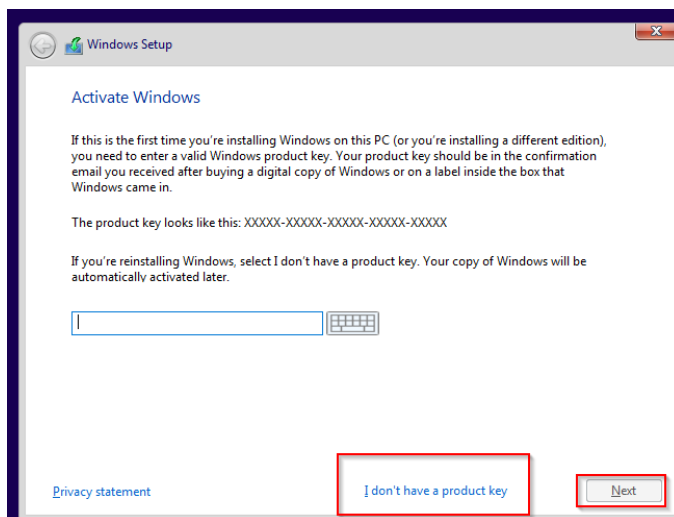 Windows Setup
Activate Windows
If this is the first time you're installing Windows on this PC (or you're installing a different edition),
you need to enter a valid Windows product key. Your product key should be in the confirmation
email you received after buying a digital copy of Windows or on a label inside the box that
Windows came in.
The product key looks like this: XXXXX-XXXXX-XXXXX-XXXXX-XXXXX
If you're reinstalling Windows, select I don't have a product key. Your copy of Windows will be
automatically activated later.
Privacy statement
I don't have a product key
Next